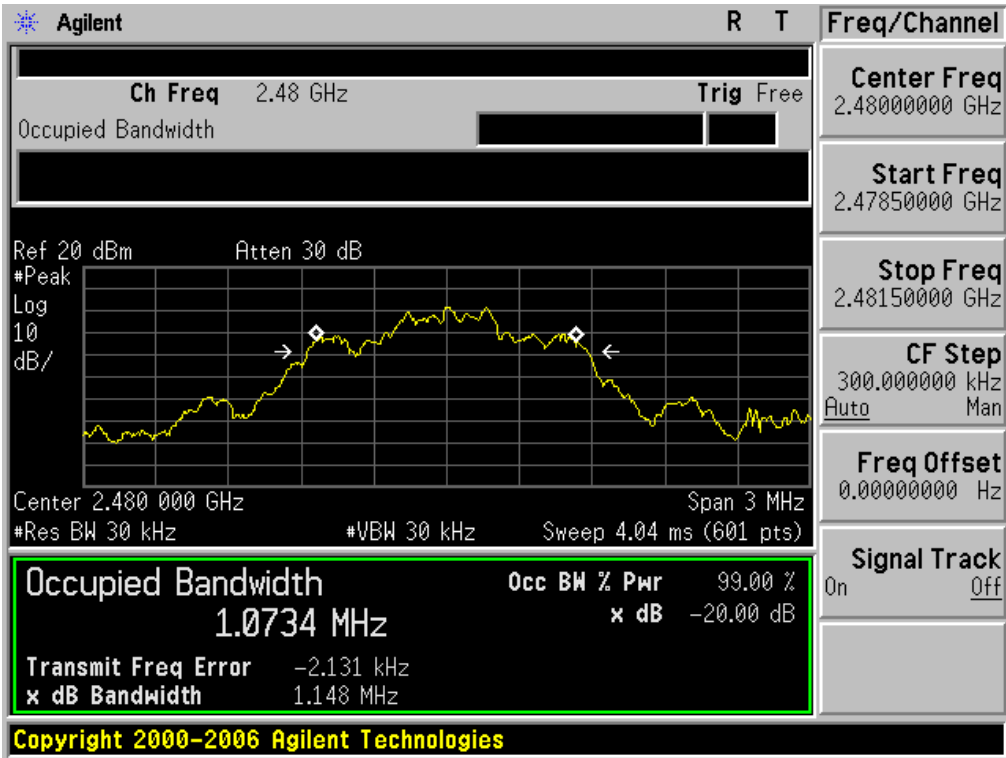 Agilent R T Freq/Channel
Ch Freq 2.48 GHz Trig Free
Occupied Bandwidth
Center Freq
2.48000000 GHz
Start Freq
2.47850000 GHz
Ref 20 dBm Atten 30 dB
#Peak
Log
10
dB/
Stop Freq
2.48150000 GHz
CF Step
300.000000 kHz
Auto Man
Freq Offset
0.00000000 Hz
Center 2.480 000 GHz Span 3 MHz
#Res BW 30 kHz #VBW 30 kHz Sweep 4.04 ms (601 pts)
Signal Track
On Off
Occupied Bandwidth Occ BW % Pwr 99.00 %
1.0734 MHz x dB -20.00 dB
Transmit Freq Error -2.131 kHz
x dB Bandwidth 1.148 MHz
Copyright 2000-2006 Agilent Technologies